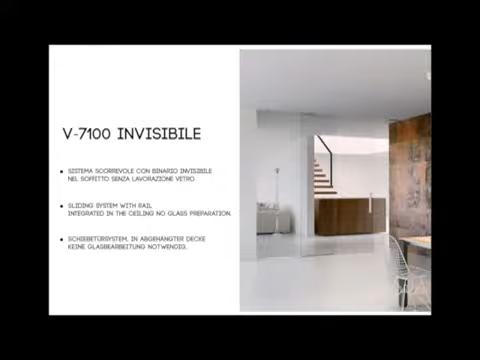 V-7100 INVISIBILE
• SISTEMA SCORREVOLE CON BINARIO INVISIBILE
NEL SOFFITTO SENZA LAVORAZIONE VETRO
• SLIDING SYSTEM WITH RAIL
INTEGRATED IN THE CEILING NO GLASS PREPARATION.
• SCHIEBETÜRSYSTEM, IN ABGEHÄNGTER DECKE
KEINE GLASBEARBEITUNG NOTWENDIG.